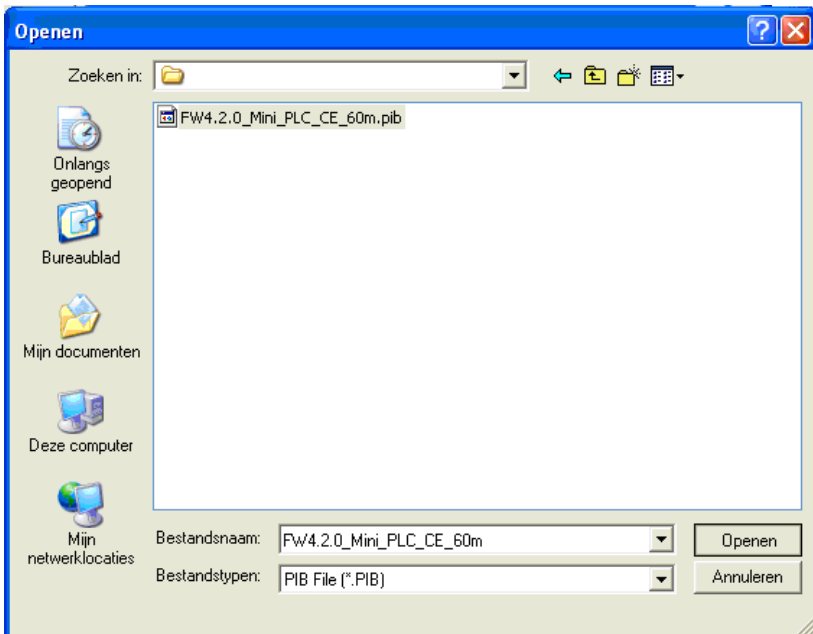 Openen
Zoeken in:
FW4.2.0_Mini_PLC_CE_60m.pib
Onlangs
geopend
Bureaublad
Mijn documenten
Deze computer
Mijn
netwerklocaties
Bestandsnaam: FW4.2.0_Mini_PLC_CE_60m Openen
Bestandstypen: PIB File (*.PIB) Annuleren